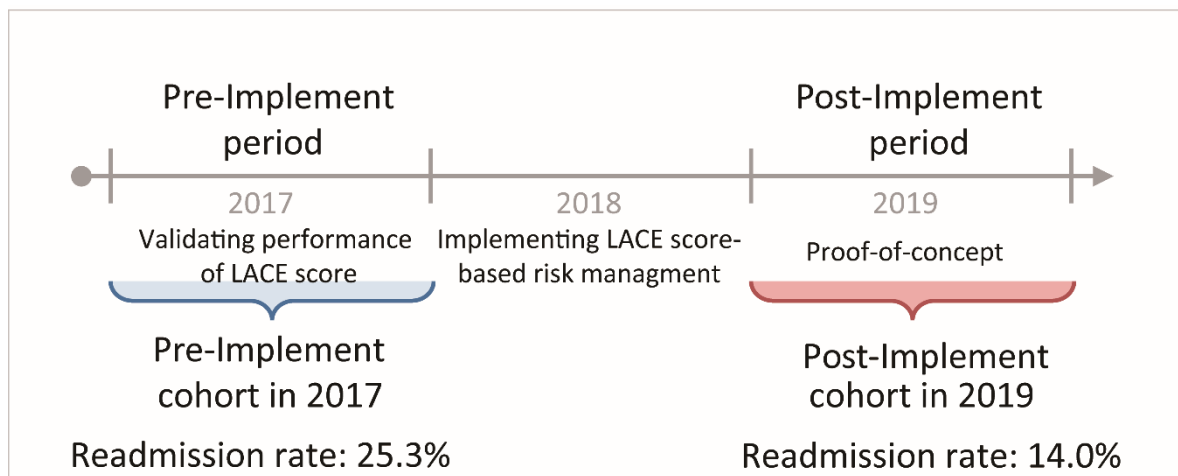 Pre-Implement
period
Post-Implement
period
2017
2018
2019
Validating performance
of LACE score
Implementing LACE score-
based risk managment
Proof-of-concept
Pre-Implement
cohort in 2017
Post-Implement
cohort in 2019
Readmission rate: 25.3%
Readmission rate: 14.0%